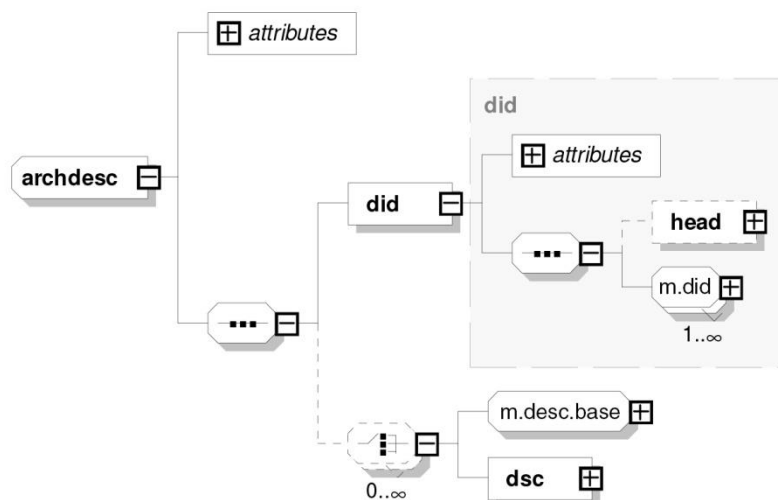 attributes
did
attributes
archdesc
did
head
m.did
1..∞
m.desc.base
dsc
0..∞